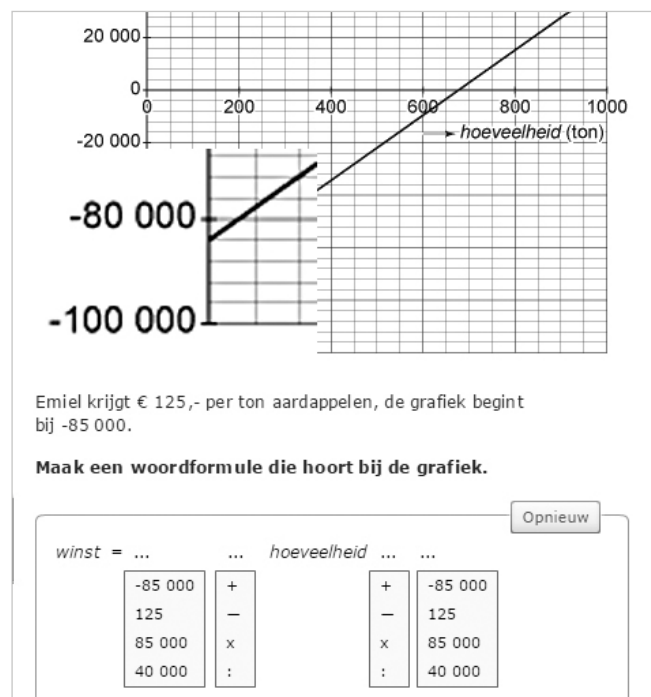 20 000
0
0 200 400 600 800 1000
hoeveelheid (ton)
-20 000
-80 000
-100 000
Emiel krijgt € 125,- per ton aardappelen, de grafiek begint
bij -85 000.
Maak een woordformule die hoort bij de grafiek.
Opnieuw
winst = ... ... hoeveelheid ... ...
-85 000 + + -85 000
125 − − 125
85 000 x x 85 000
40 000 : : 40 000